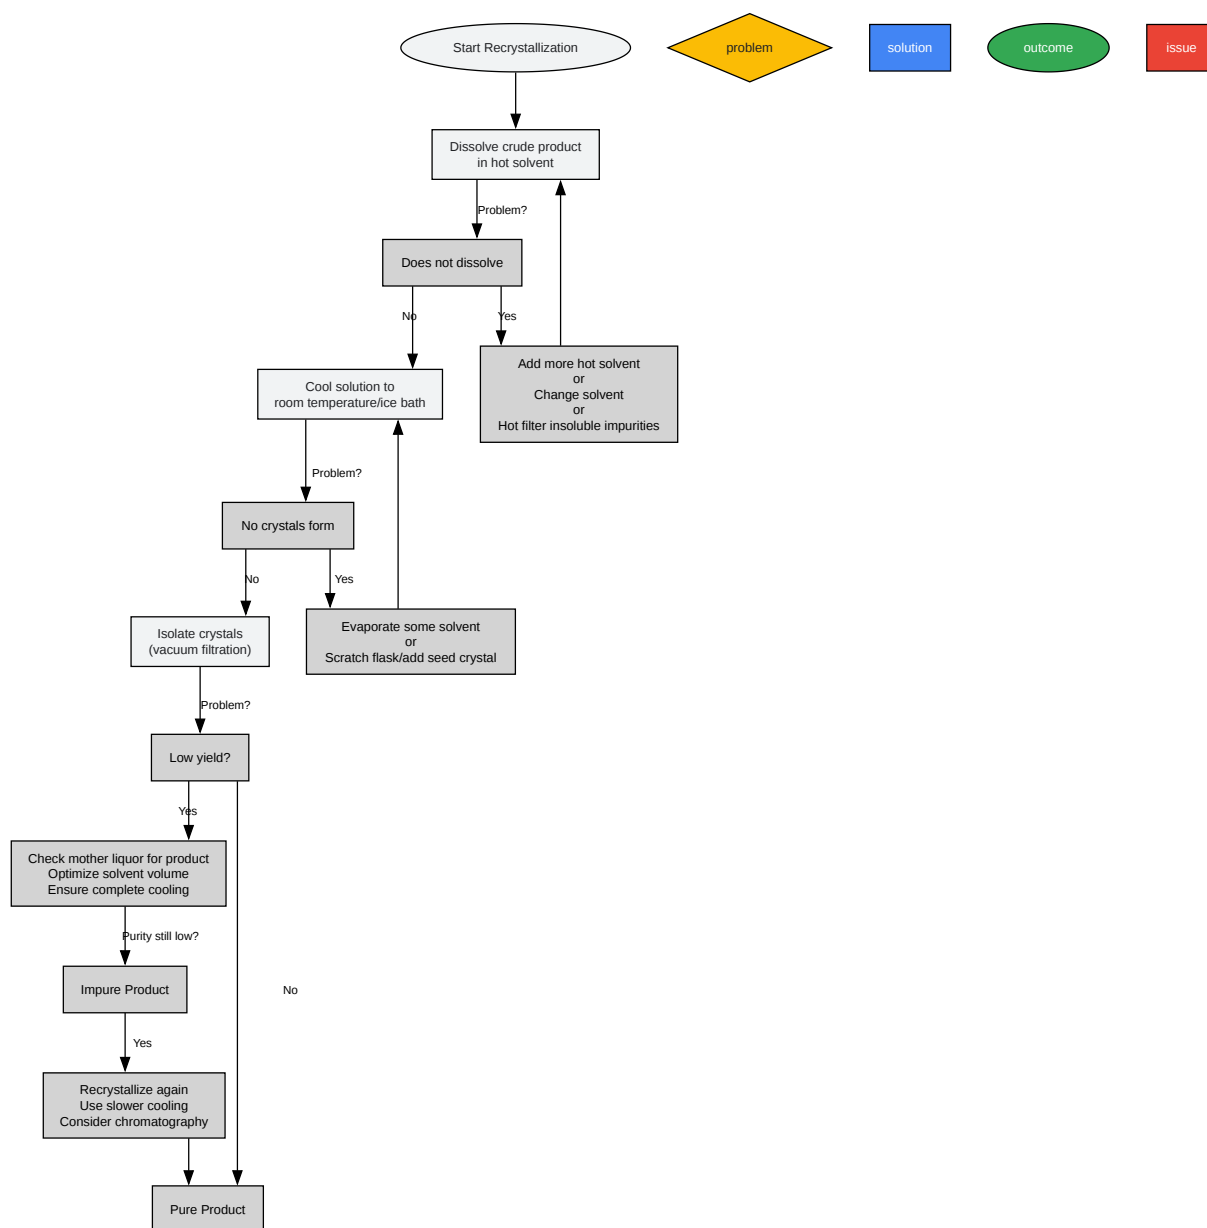 Start Recrystallization
problem
solution
outcome
issue
Dissolve crude product
in hot solvent
Problem?
Does not dissolve
No
Yes
Add more hot solvent
or
Change solvent
or
Hot filter insoluble impurities
Cool solution to
room temperature/ice bath
Problem?
No crystals form
No
Yes
Evaporate some solvent
or
Scratch flask/add seed crystal
Isolate crystals
(vacuum filtration)
Problem?
Low yield?
Yes
Check mother liquor for product
Optimize solvent volume
Ensure complete cooling
Purity still low?
Impure Product
No
Yes
Recrystallize again
Use slower cooling
Consider chromatography
Pure Product